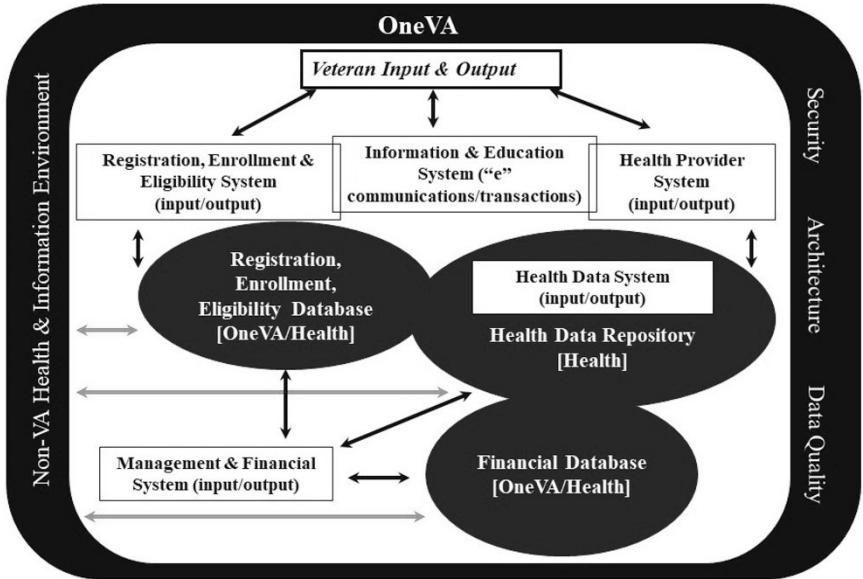 OneVA
Veteran Input & Output
Non-VA Health & Information Environment
Registration, Enrollment &
Eligibility System
(input/output)
Information & Education
System (“e”
communications/transactions)
Health Provider
System
(input/output)
Security
Registration,
Enrollment,
Eligibility Database
[OneVA/Health]
Health Data System
(input/output)
Health Data Repository
[Health]
Architecture
Management & Financial
System (input/output)
Financial Database
[OneVA/Health]
Data Quality